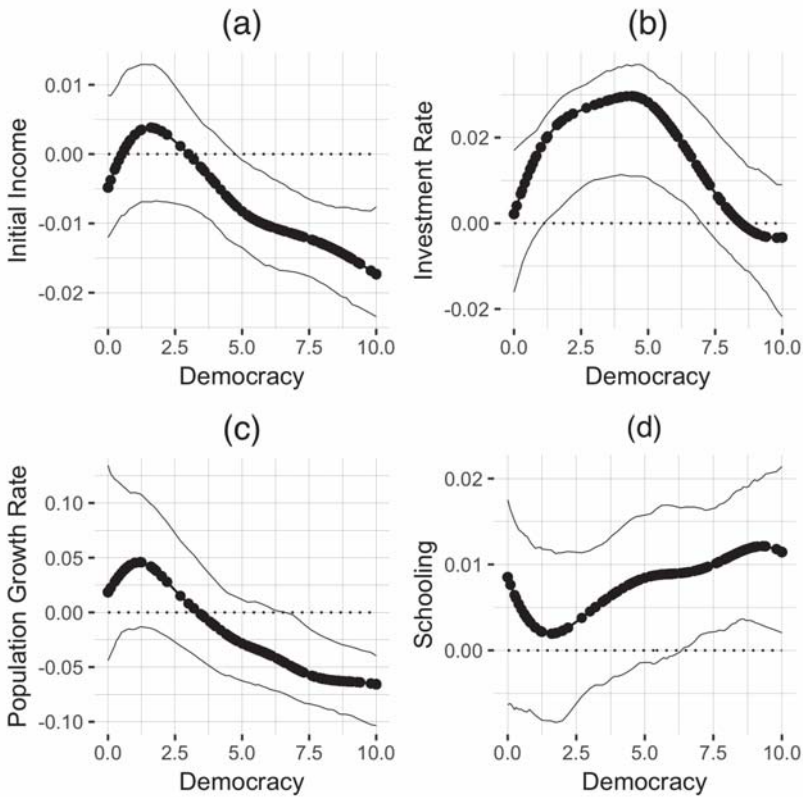 (a)
Initial Income
0.01
0.00
-0.01
-0.02
0.0 2.5 5.0 7.5 10.0
Democracy
(b)
Investment Rate
0.02
0.00
-0.02
0.0 2.5 5.0 7.5 10.0
Democracy
(c)
Population Growth Rate
0.10
0.05
0.00
-0.05
-0.10
0.0 2.5 5.0 7.5 10.0
Democracy
(d)
Schooling
0.02
0.01
0.00
0.0 2.5 5.0 7.5 10.0
Democracy